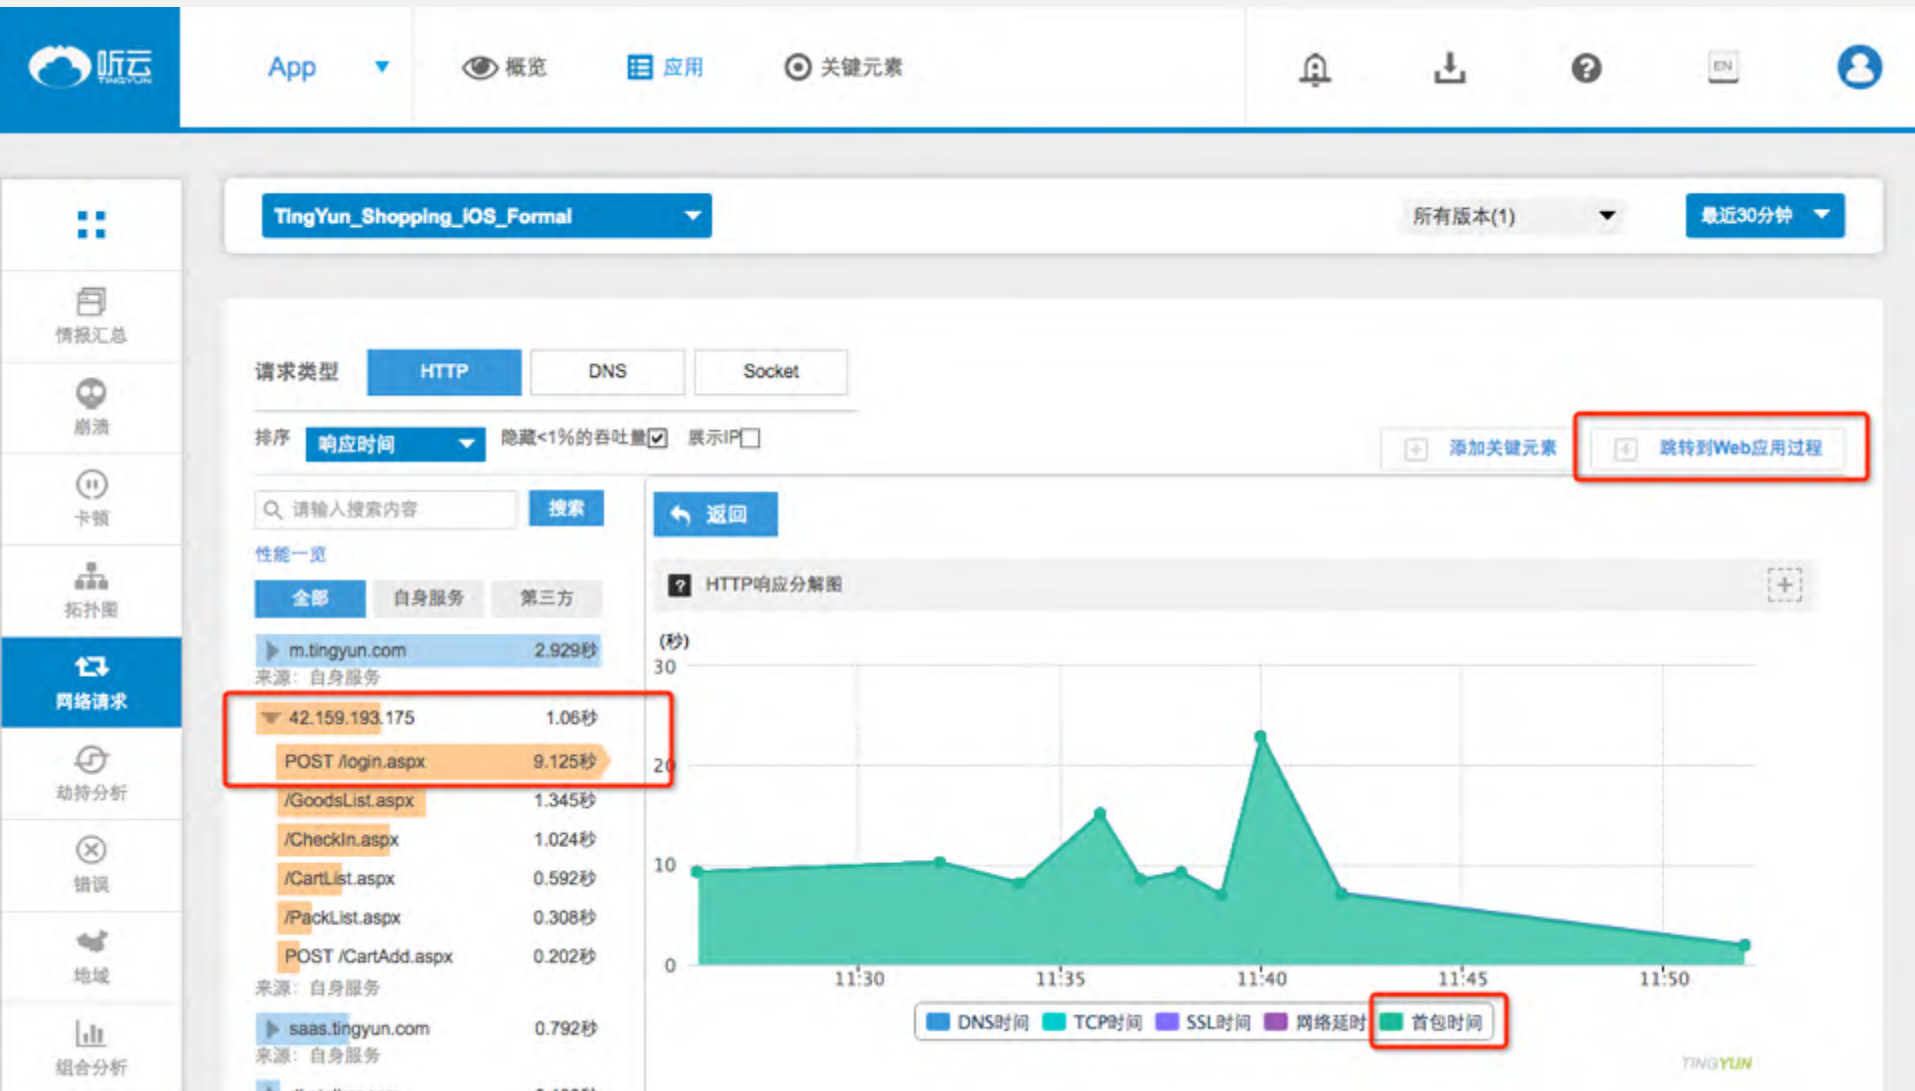 听云
TINGYUN
App
概览
应用
关键元素
EN
TingYun_Shopping_iOS_Formal
所有版本(1)
最近30分钟
情报汇总
崩溃
卡顿
拓扑图
网络请求
劫持分析
错误
地域
组合分析
请求类型
HTTP
DNS
Socket
排序
响应时间
隐藏<1%的吞吐量
展示IP
添加关键元素
跳转到Web应用过程
请输入搜索内容
搜索
返回
性能一览
HTTP响应分解图
全部
自身服务
第三方
m.tingyun.com 2.929秒
来源: 自身服务
42.159.193.175 1.06秒
POST /login.aspx 9.125秒
/GoodsList.aspx 1.345秒
/CheckIn.aspx 1.024秒
/CartList.aspx 0.592秒
/PackList.aspx 0.308秒
POST /CartAdd.aspx 0.202秒
来源: 自身服务
saas.tingyun.com 0.792秒
来源: 自身服务
(秒)
30
20
10
0
11:30
11:35
11:40
11:45
11:50
DNS时间
TCP时间
SSL时间
网络延时
首包时间
TINGYUN